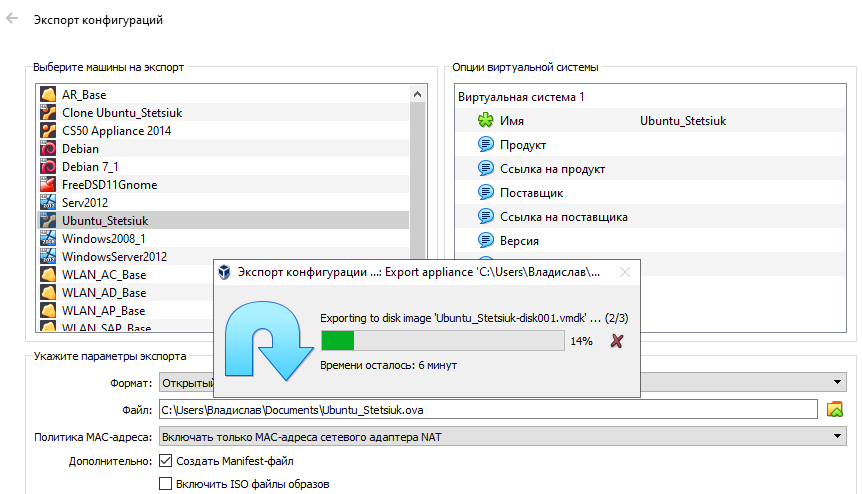 Экспорт конфигураций
Выберите машины на экспорт
AR_Base
Clone Ubuntu_Stetsiuk
CS50 Appliance 2014
Debian
Debian 7_1
FreeDSD11Gnome
Serv2012
Ubuntu_Stetsiuk
Windows2008_1
WindowsServer2012
WLAN_AC_Base
WLAN_AD_Base
WLAN_AP_Base
WLAN_SAP_Base
Опции виртуальной системы
Виртуальная система 1
Имя Ubuntu_Stetsiuk
Продукт
Ссылка на продукт
Поставщик
Ссылка на поставщика
Версия
Экспорт конфигурации ...: Export appliance 'C:\Users\Владислав\...
Exporting to disk image 'Ubuntu_Stetsiuk-disk001.vmdk' ... (2/3)
14%
Времени осталось: 6 минут
Укажите параметры экспорта
Формат: Открытый
Файл: C:\Users\Владислав\Documents\Ubuntu_Stetsiuk.ova
Политика MAC-адреса: Включать только MAC-адреса сетевого адаптера NAT
Дополнительно: Создать Manifest-файл
Включить ISO файлы образов